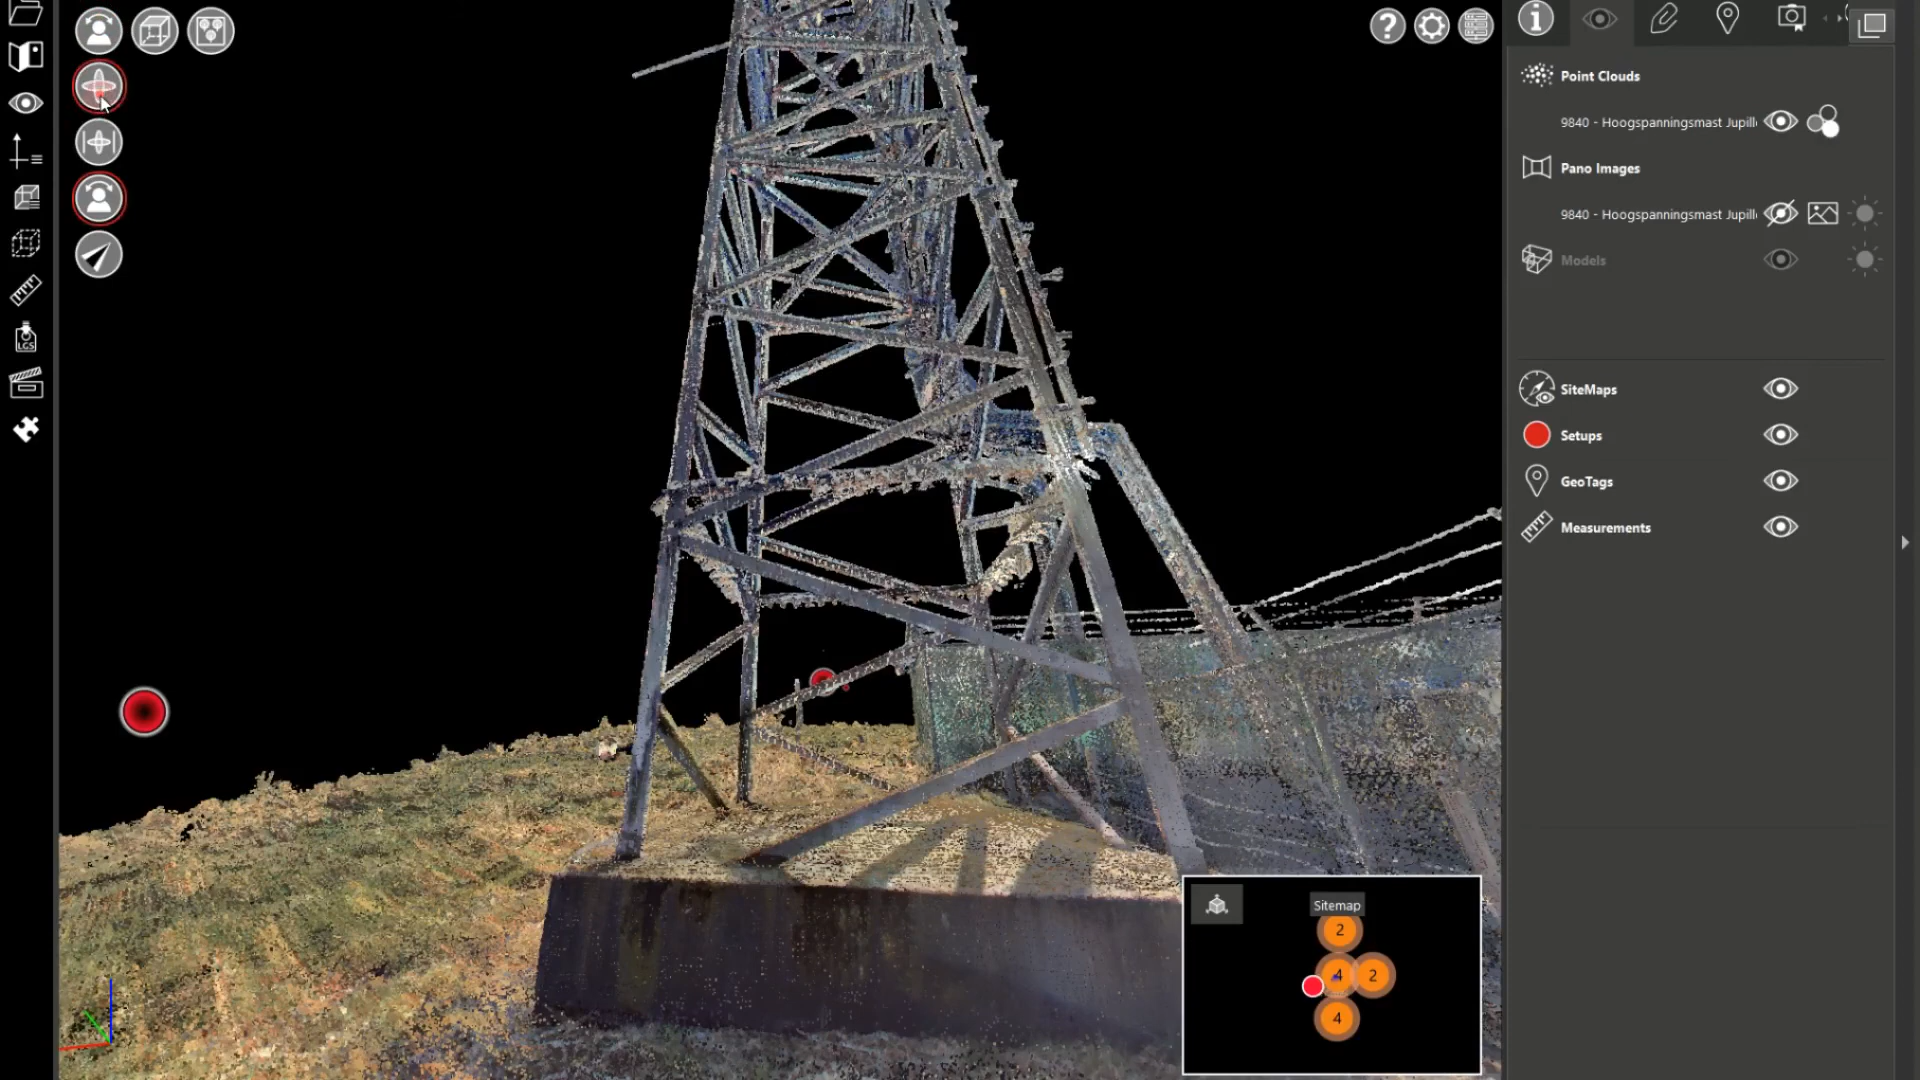 LGS
Point Clouds
9840 - Hoogspanningsmast Jupill
Pano Images
9840 - Hoogspanningsmast Jupill
Models
SiteMaps
Setups
GeoTags
Measurements
Sitemap
2
4 2
4